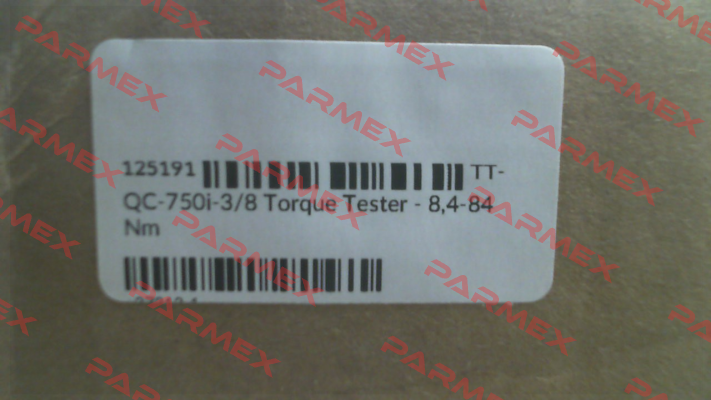 125191 TT-
QC-750i-3/8 Torque Tester - 8,4-84
Nm
PARMEX